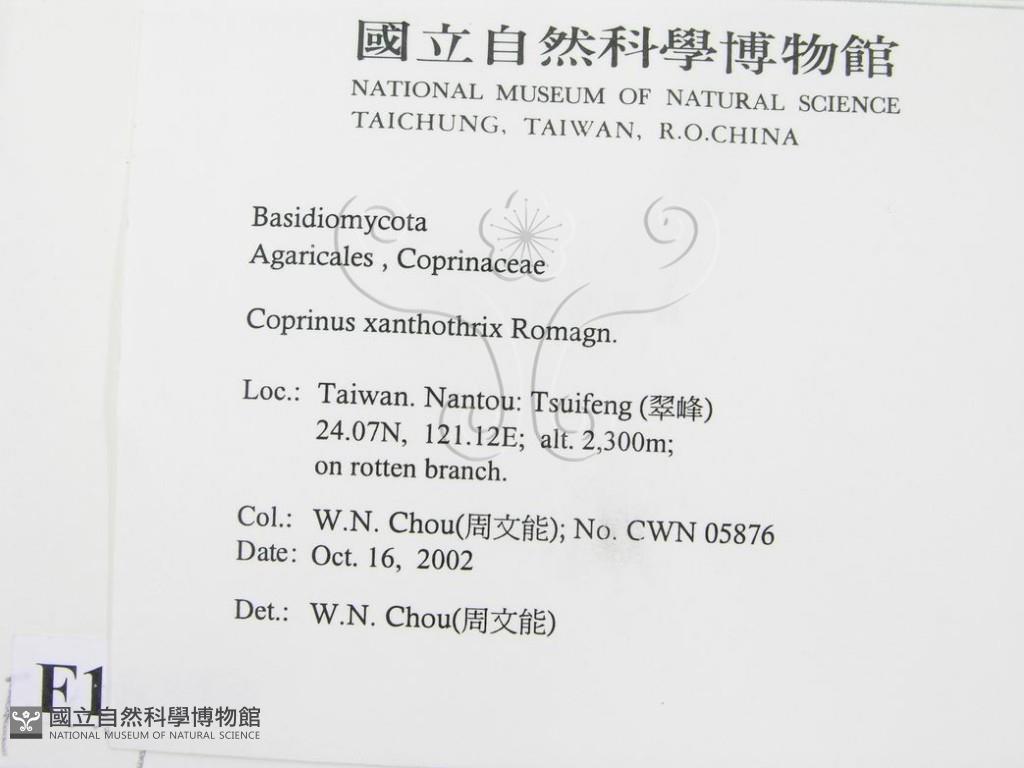 國立自然科學博物館
NATIONAL MUSEUM OF NATURAL SCIENCE
TAICHUNG, TAIWAN, R.O.CHINA
Basidiomycota
Agaricales , Coprinaceae
Coprinus xanthothrix Romagn.
Loc.: Taiwan. Nantou: Tsuifeng (翠峰)
24.07N, 121.12E; alt. 2,300m;
on rotten branch.
Col.: W.N. Chou(周文能); No. CWN 05876
Date: Oct. 16, 2002
Det.: W.N. Chou(周文能)
F1
國立自然科學博物館
NATIONAL MUSEUM OF NATURAL SCIENCE